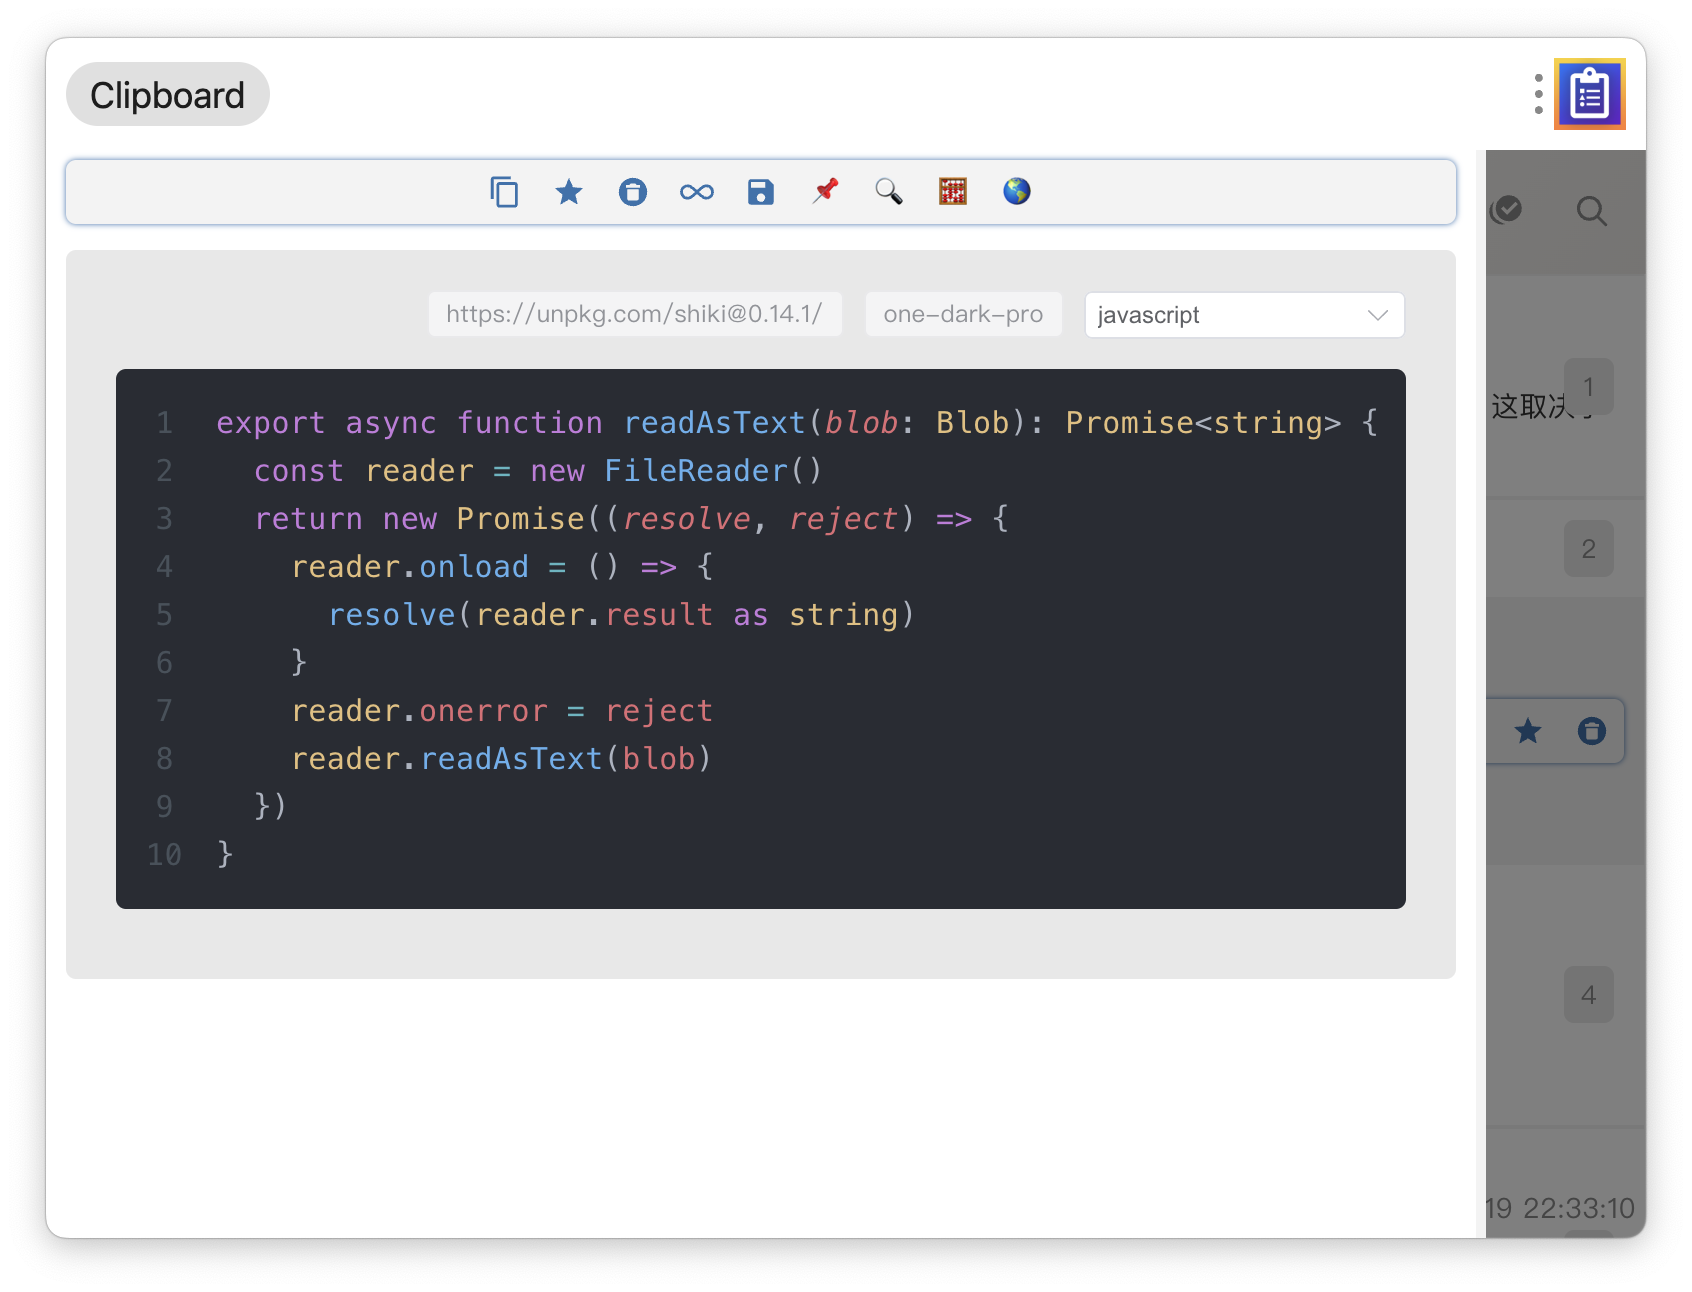 Clipboard
https://unpkg.com/shiki@0.14.1/ one-dark-pro javascript
1 export async function readAsText(blob: Blob): Promise<string> {
2   const reader = new FileReader()
3   return new Promise((resolve, reject) => {
4     reader.onload = () => {
5       resolve(reader.result as string)
6     }
7     reader.onerror = reject
8     reader.readAsText(blob)
9   })
10 }
1
这取决
2
4
19 22:33:10